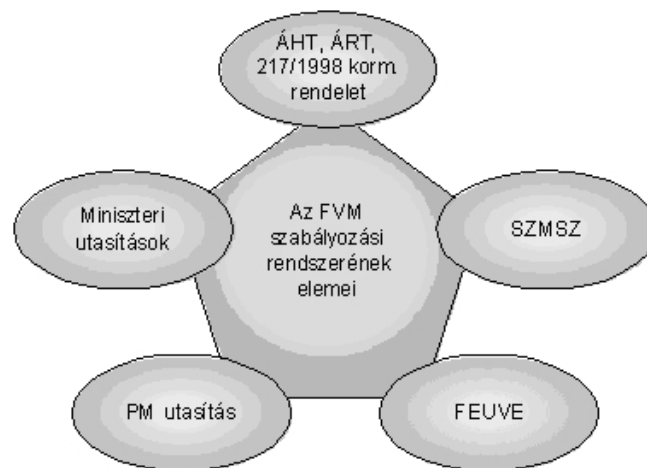 ÁHT, ÁRT,
217/1998 korm.
rendelet
Miniszteri
utasítások
Az FVM
szabályozási
rendszerének
elemei
SZMSZ
PM utasítás
FEUVE